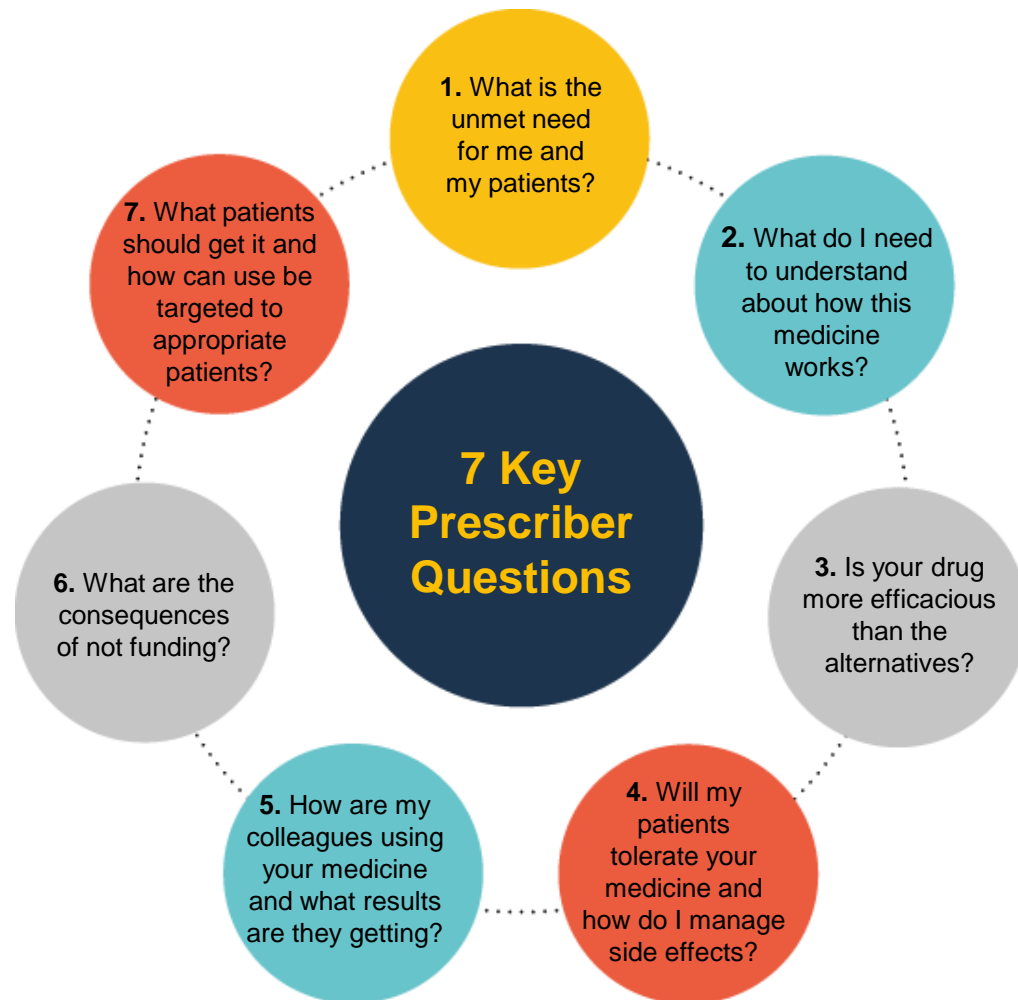 1. What is the
unmet need
for me and
my patients?
2. What do I need
to understand
about how this
medicine
works?
3. Is your drug
more efficacious
than the
alternatives?
4. Will my
patients
tolerate your
medicine and
how do I manage
side effects?
5. How are my
colleagues using
your medicine
and what results
are they getting?
6. What are the
consequences
of not funding?
7. What patients
should get it and
how can use be
targeted to
appropriate
patients?
7 Key
Prescriber
Questions